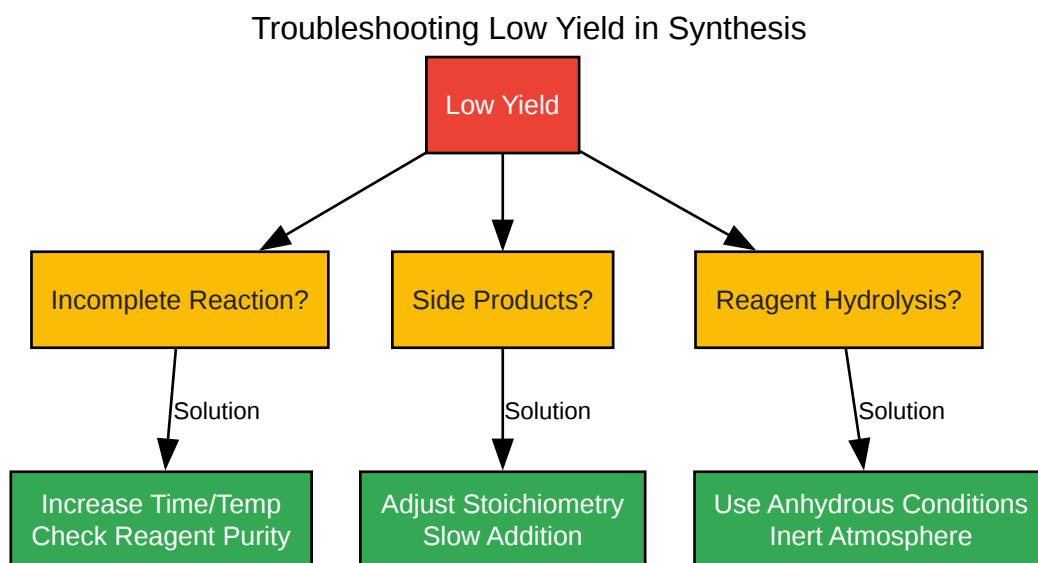 Troubleshooting Low Yield in Synthesis
Low Yield
Incomplete Reaction?
Side Products?
Reagent Hydrolysis?
Solution
Solution
Solution
Increase Time/Temp
Check Reagent Purity
Adjust Stoichiometry
Slow Addition
Use Anhydrous Conditions
Inert Atmosphere